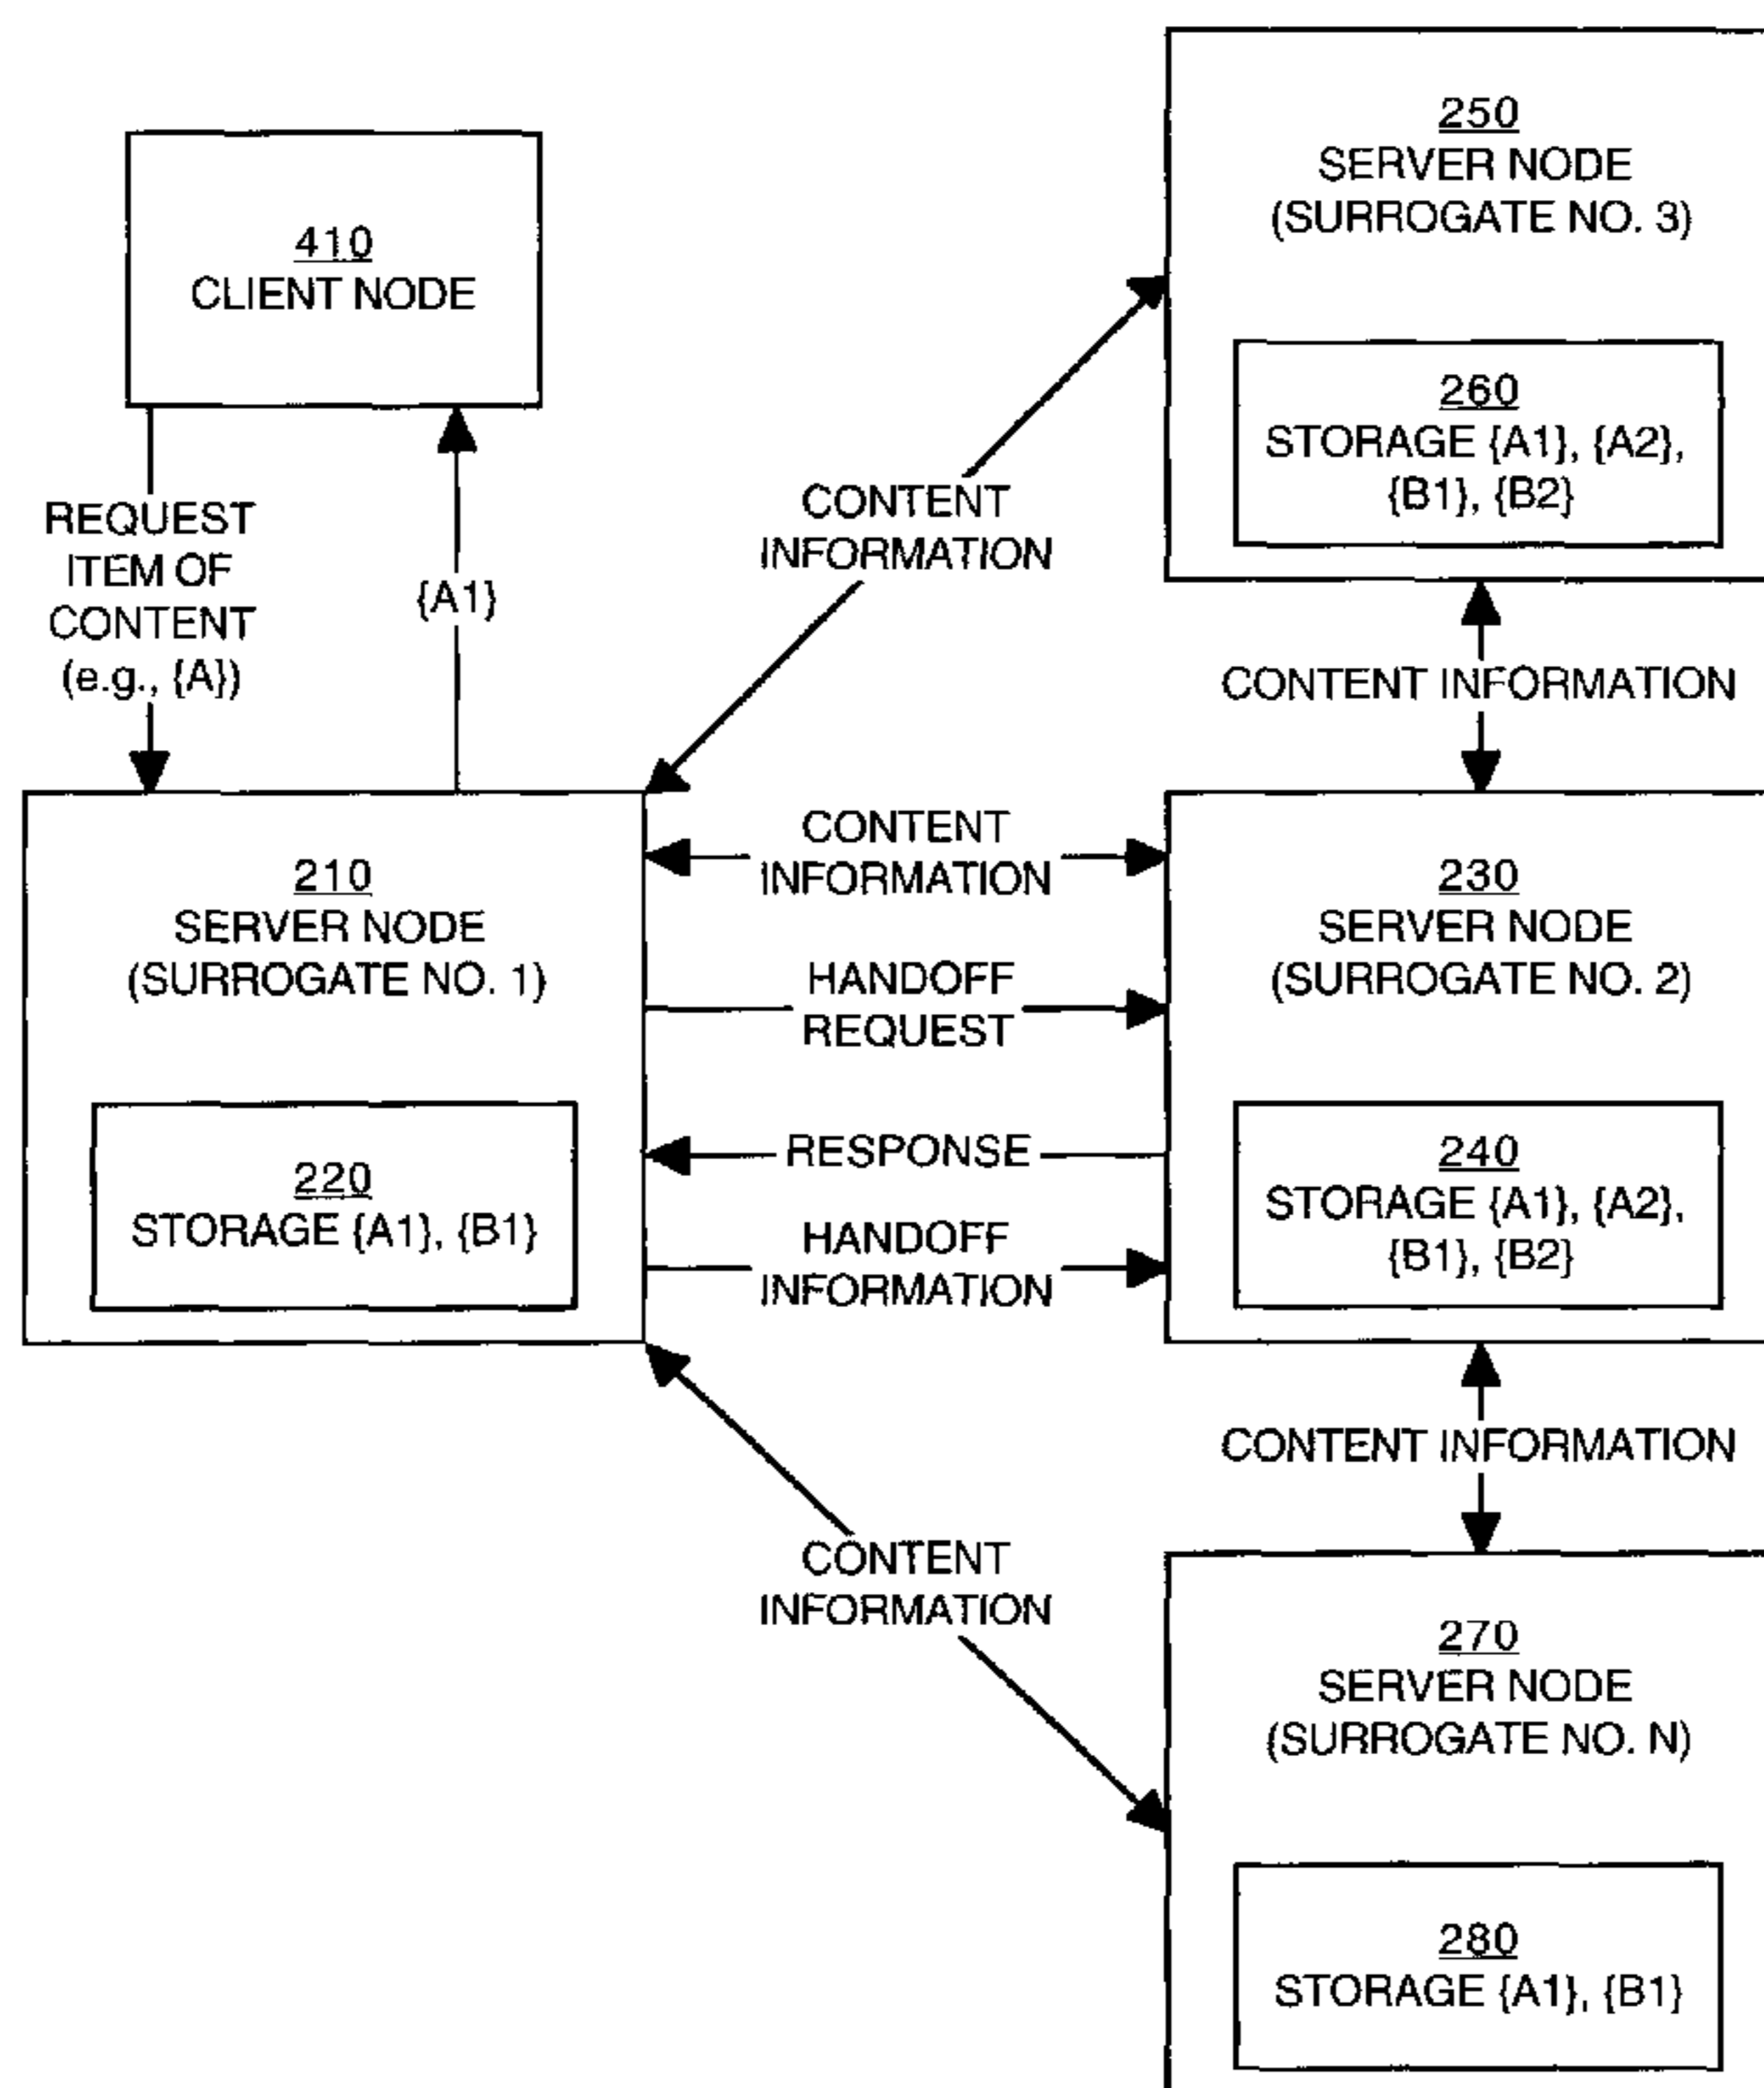 250
SERVER NODE
(SURROGATE NO. 3)
260
STORAGE {A1}, {A2},
{B1}, {B2}
410
CLIENT NODE
REQUEST
ITEM OF
CONTENT
(e.g., {A})
{A1}
CONTENT
INFORMATION
CONTENT INFORMATION
210
SERVER NODE
(SURROGATE NO. 1)
220
STORAGE {A1}, {B1}
CONTENT
INFORMATION
HANDOFF
REQUEST
RESPONSE
HANDOFF
INFORMATION
230
SERVER NODE
(SURROGATE NO. 2)
240
STORAGE {A1}, {A2},
{B1}, {B2}
CONTENT INFORMATION
CONTENT
INFORMATION
270
SERVER NODE
(SURROGATE NO. N)
280
STORAGE {A1}, {B1}